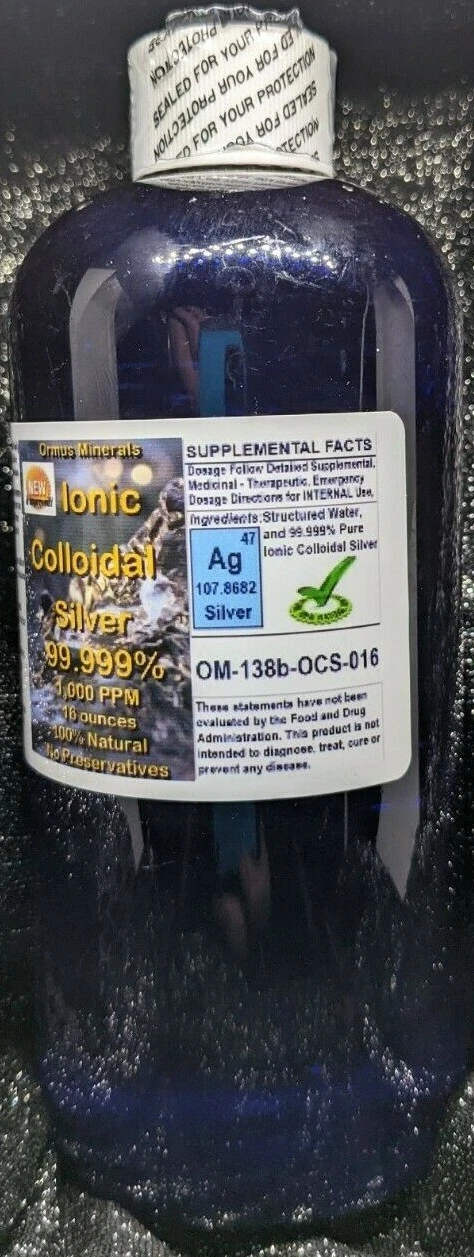 SEALED FOR YOUR PROTECTION
SEALED FOR YOUR
D FOR YOUR PROTECTION
Ormus Minerals
NEW
Ionic
Colloidal
Silver
99.999%
1,000 PPM
16 ounces
100% Natural
No Preservatives
SUPPLEMENTAL FACTS
Dosage Follow Detailed Supplemental,
Medicinal - Therapeutic, Emergency
Dosage Directions for INTERNAL Use,
Ingredients: Structured Water,
and 99.999% Pure
Ionic Colloidal Silver
47
Ag
107.8682
Silver
OM-138b-OCS-016
These statements have not been
evaluated by the Food and Drug
Administration. This product is not
intended to diagnose, treat, cure or
prevent any disease.